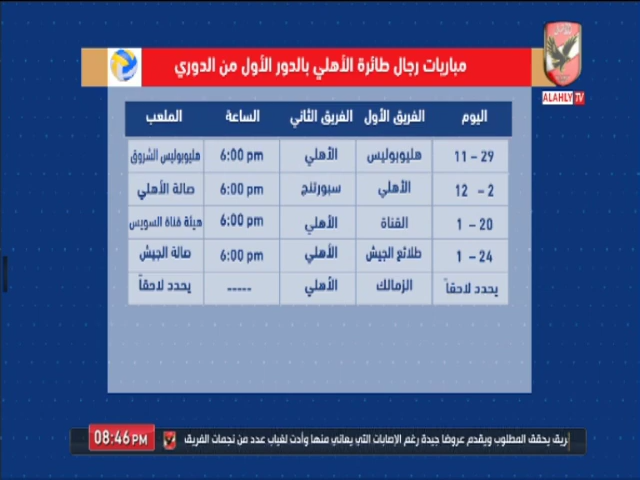 مباريات رجال طائرة الأهلي بالدور الأول من الدوري
ALAHLY TV
اليوم الفريق الأول الفريق الثاني الساعة الملعب
29 - 11 هليوبوليس الأهلي 6:00 pm هليوبوليس الشروق
2 - 12 الأهلي سبورتنج 6:00 pm صالة الأهلي
20 - 1 القناة الأهلي 6:00 pm هيئة قناة السويس
24 - 1 طلائع الجيش الأهلي 6:00 pm صالة الجيش
يحدد لاحقاً الزمالك الأهلي ----- يحدد لاحقاً
ريق يحقق المطلوب ويقدم عروضا جيدة رغم الإصابات التي يعاني منها وأدت لغياب عدد من نجمات الفريق
08:46 PM